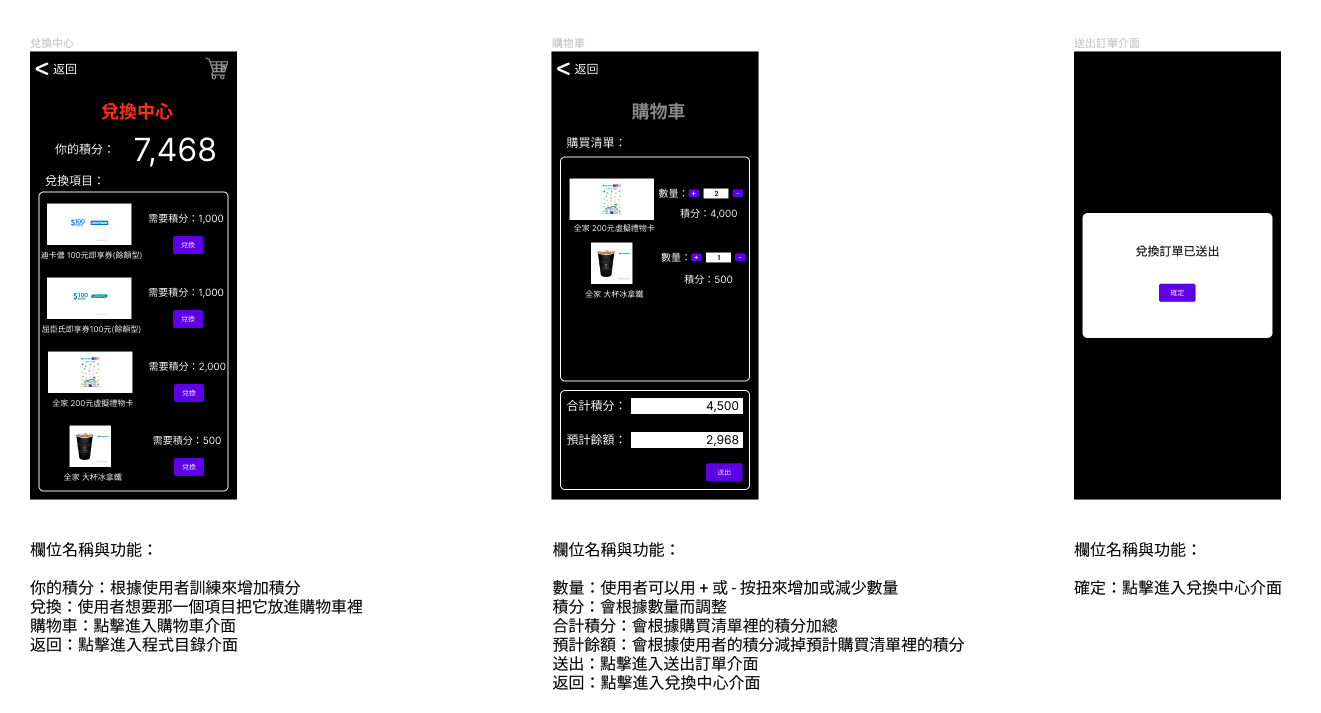 兌換中心
返回
兌換中心
你的積分：
7,468
兌換項目：
$100
需要積分：1,000
兌換
迪卡儂 100元即享券(餘額型)
$100
需要積分：1,000
兌換
屈臣氏即享券100元(餘額型)
需要積分：2,000
兌換
全家 200元虛擬禮物卡
需要積分：500
兌換
全家 大杯冰拿鐵
欄位名稱與功能：
你的積分：根據使用者訓練來增加積分
兌換：使用者想要那一個項目把它放進購物車裡
購物車：點擊進入購物車介面
返回：點擊進入程式目錄介面
購物車
返回
購物車
購買清單：
數量： + 2 -
積分：4,000
全家 200元虛擬禮物卡
數量： + 1 -
積分：500
全家 大杯冰拿鐵
合計積分： 4,500
預計餘額： 2,968
送出
欄位名稱與功能：
數量：使用者可以用 + 或 - 按扭來增加或減少數量
積分：會根據數量而調整
合計積分：會根據購買清單裡的積分加總
預計餘額：會根據使用者的積分減掉預計購買清單裡的積分
送出：點擊進入送出訂單介面
返回：點擊進入兌換中心介面
送出訂單介面
兌換訂單已送出
確定
欄位名稱與功能：
確定：點擊進入兌換中心介面